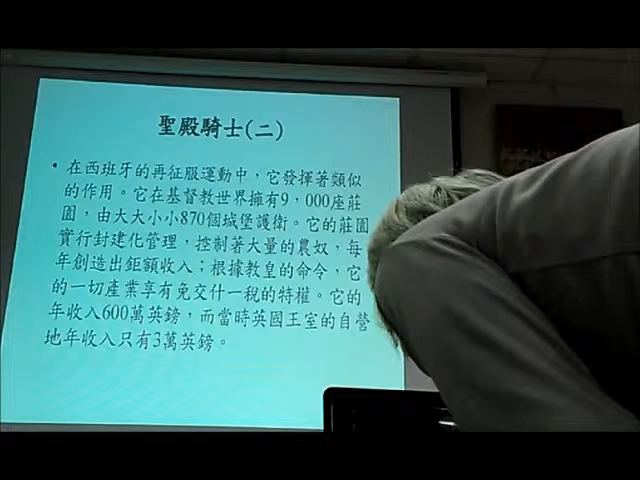 聖殿騎士(二)
• 在西班牙的再征服運動中，它發揮著類似
的作用。它在基督教世界擁有9，000座莊
園，由大大小小870個城堡護衛。它的莊園
實行封建化管理，控制著大量的農奴，每
年創造出鉅額收入；根據教皇的命令，它
的一切產業享有免交什一稅的特權。它的
年收入600萬英鎊，而當時英國王室的自營
地年收入只有3萬英鎊。